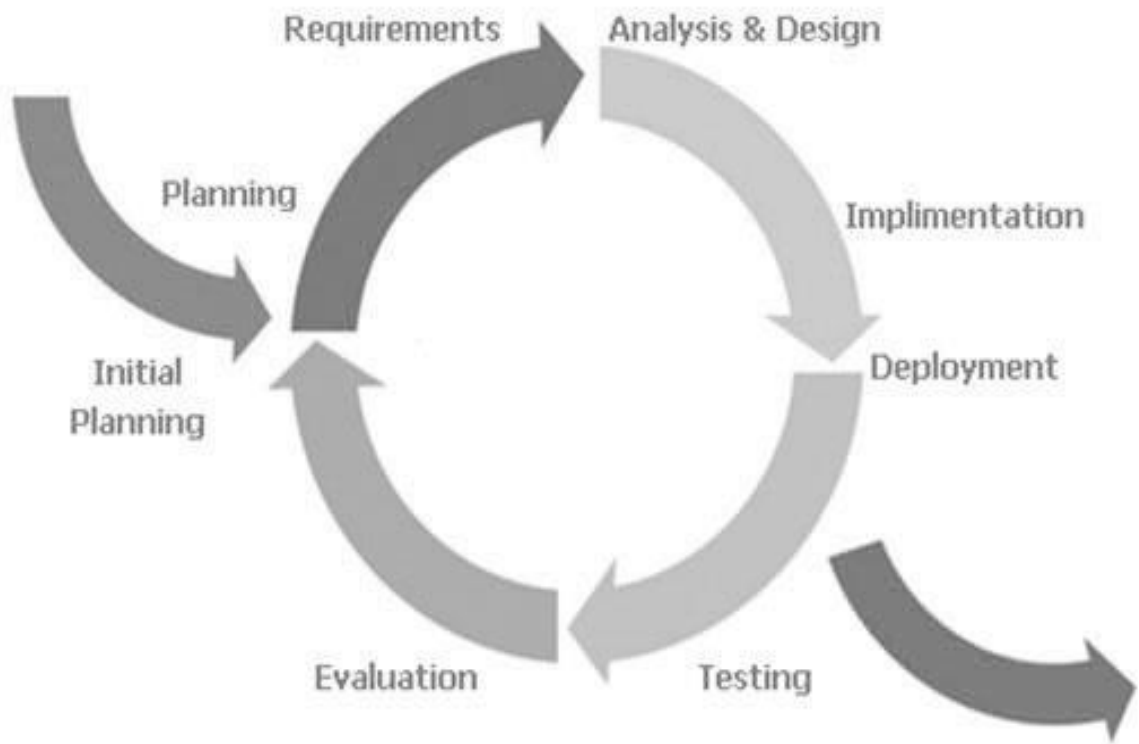 Requirements
Analysis & Design
Planning
Implimentation
Initial
Planning
Deployment
Evaluation
Testing